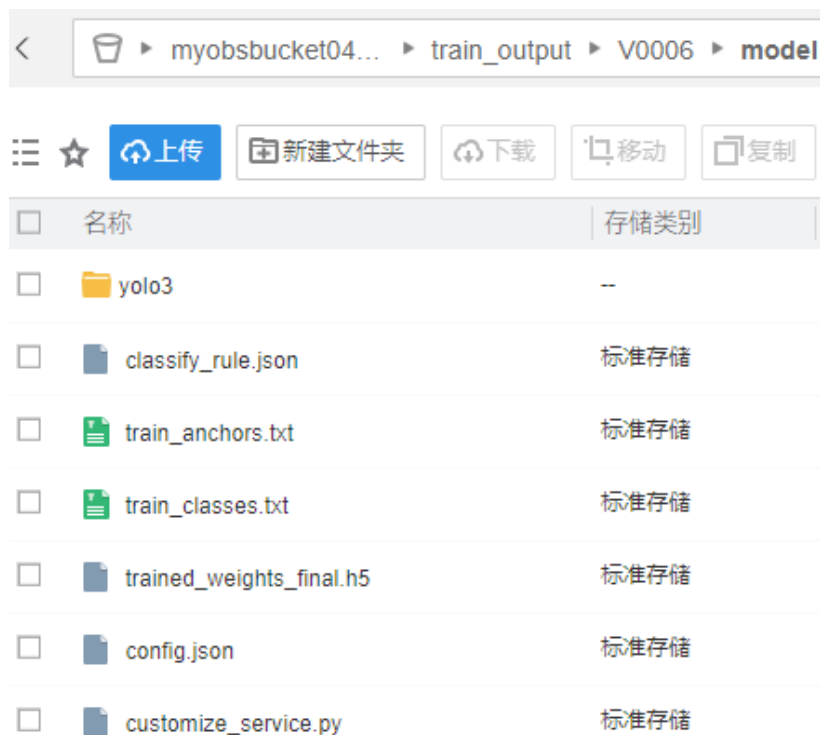 myobsbucket04... train_output V0006 model
上传 新建文件夹 下载 移动 复制
名称 存储类别
yolo3 --
classify_rule.json 标准存储
train_anchors.txt 标准存储
train_classes.txt 标准存储
trained_weights_final.h5 标准存储
config.json 标准存储
customize_service.py 标准存储